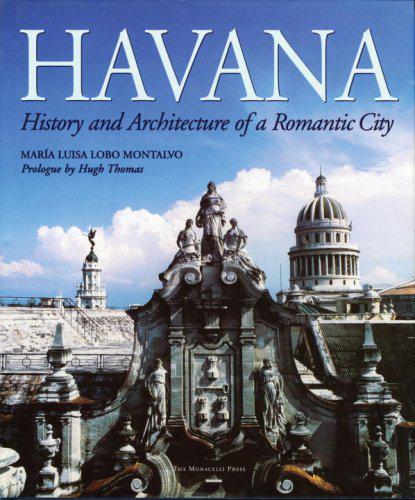 HAVANA
History and Architecture of a Romantic City
MARÍA LUISA LOBO MONTALVO
Prologue by Hugh Thomas
THE MONACELLI PRESS